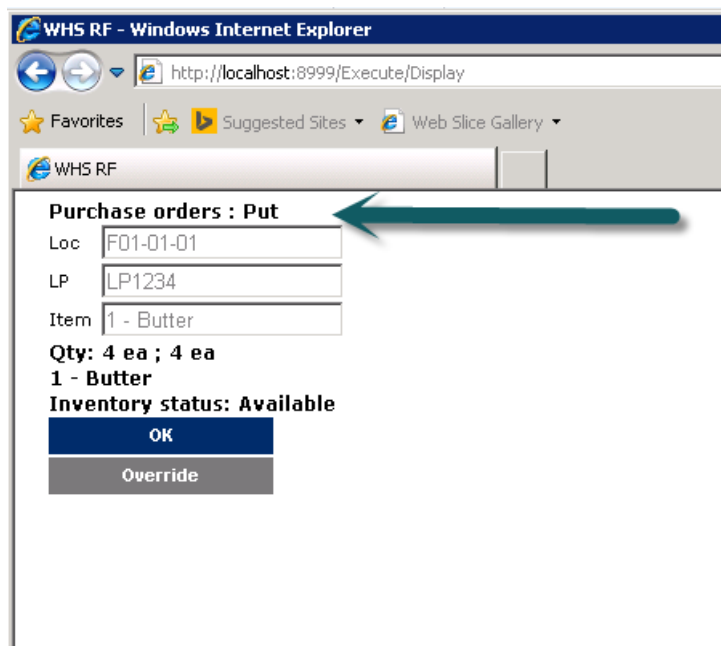 WHS RF - Windows Internet Explorer
http://localhost:8999/Execute/Display
Favorites Suggested Sites Web Slice Gallery
WHS RF
Purchase orders : Put
Loc F01-01-01
LP LP1234
Item 1 - Butter
Qty: 4 ea ; 4 ea
1 - Butter
Inventory status: Available
OK
Override